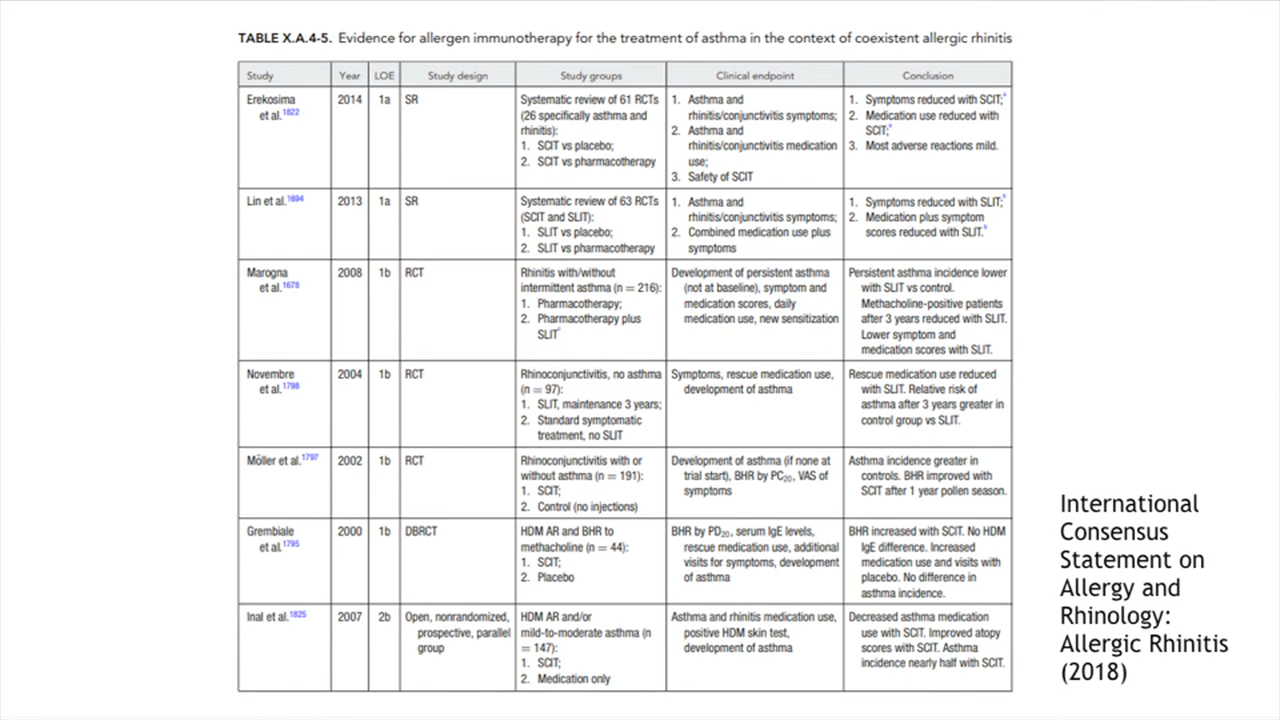 TABLE X.A.4-5. Evidence for allergen immunotherapy for the treatment of asthma in the context of coexistent allergic rhinitis
Study Year LOE Study design Study groups Clinical endpoint Conclusion
Erekosima
et al.1822
2014
1a
SR
Systematic review of 61 RCTs
(26 specifically asthma and
rhinitis):
1. SCIT vs placebo;
2. SCIT vs pharmacotherapy
1. Asthma and
rhinitis/conjunctivitis symptoms;
2. Asthma and
rhinitis/conjunctivitis medication
use;
3. Safety of SCIT
1. Symptoms reduced with SCIT;a
2. Medication use reduced with
SCIT;a
3. Most adverse reactions mild.
Lin et al.1694
2013
1a
SR
Systematic review of 63 RCTs
(SCIT and SLIT):
1. SLIT vs placebo;
2. SLIT vs pharmacotherapy
1. Asthma and
rhinitis/conjunctivitis symptoms;
2. Combined medication use plus
symptoms
1. Symptoms reduced with SLIT;b
2. Medication plus symptom
scores reduced with SLIT.b
Marogna
et al.1678
2008
1b
RCT
Rhinitis with/without
intermittent asthma (n = 216):
1. Pharmacotherapy;
2. Pharmacotherapy plus
SLITc
Development of persistent asthma
(not at baseline), symptom and
medication scores, daily
medication use, new sensitization
Persistent asthma incidence lower
with SLIT vs control.
Methacholine-positive patients
after 3 years reduced with SLIT.
Lower symptom and
medication scores with SLIT.
Novembre
et al.1798
2004
1b
RCT
Rhinoconjunctivitis, no asthma
(n = 97):
1. SLIT, maintenance 3 years;
2. Standard symptomatic
treatment, no SLIT
Symptoms, rescue medication use,
development of asthma
Rescue medication use reduced
with SLIT. Relative risk of
asthma after 3 years greater in
control group vs SLIT.
Möller et al.1797
2002
1b
RCT
Rhinoconjunctivitis with or
without asthma (n = 191):
1. SCIT;
2. Control (no injections)
Development of asthma (if none at
trial start), BHR by PC20, VAS of
symptoms
Asthma incidence greater in
controls. BHR improved with
SCIT after 1 year pollen season.
Grembiale
et al.1795
2000
1b
DBRCT
HDM AR and BHR to
methacholine (n = 44):
1. SCIT;
2. Placebo
BHR by PD20, serum IgE levels,
rescue medication use, additional
visits for symptoms, development
of asthma
BHR increased with SCIT. No HDM
IgE difference. Increased
medication use and visits with
placebo. No difference in
asthma incidence.
Inal et al.1825
2007
2b
Open, nonrandomized,
prospective, parallel
group
HDM AR and/or
mild-to-moderate asthma (n
= 147):
1. SCIT;
2. Medication only
Asthma and rhinitis medication use,
positive HDM skin test,
development of asthma
Decreased asthma medication
use with SCIT. Improved atopy
scores with SCIT. Asthma
incidence nearly half with SCIT.
International
Consensus
Statement on
Allergy and
Rhinology:
Allergic Rhinitis
(2018)